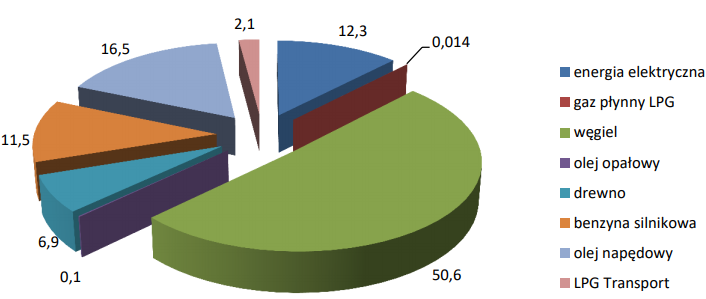 2,1
12,3
0,014
16,5
11,5
6,9
0,1
50,6
energia elektryczna
gaz płynny LPG
węgiel
olej opałowy
drewno
benzyna silnikowa
olej napędowy
LPG Transport